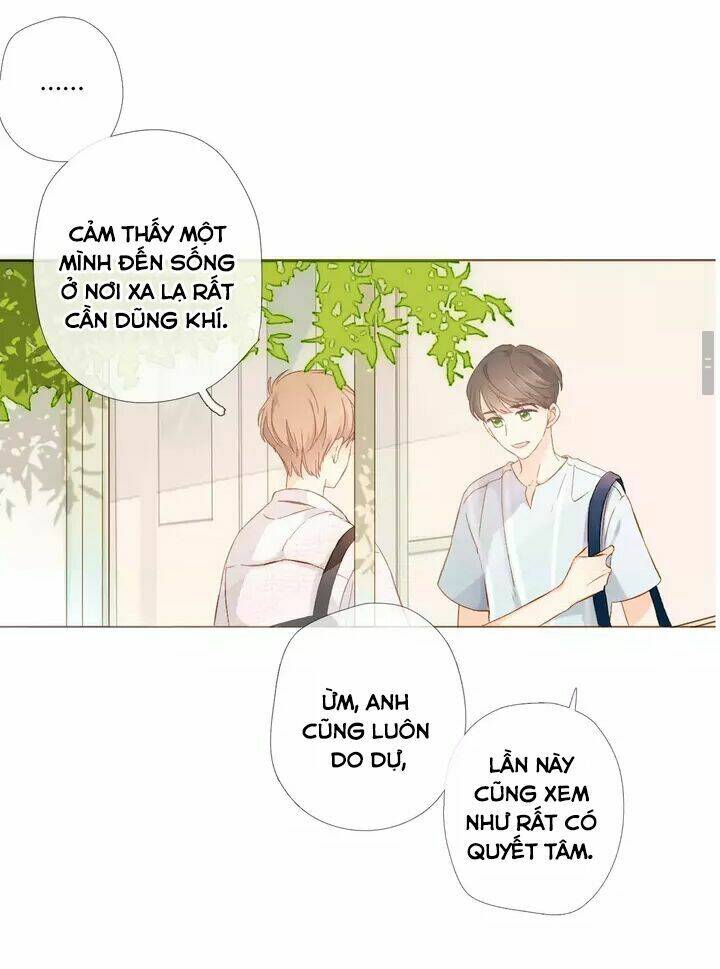 ......
CẢM THẤY MỘT
MÌNH ĐẾN SỐNG
Ở NƠI XA LẠ RẤT
CẦN DŨNG KHÍ.
ỪM, ANH
CŨNG LUÔN
DO DỰ,
LẦN NÀY
CŨNG XEM
NHƯ RẤT CÓ
QUYẾT TÂM.